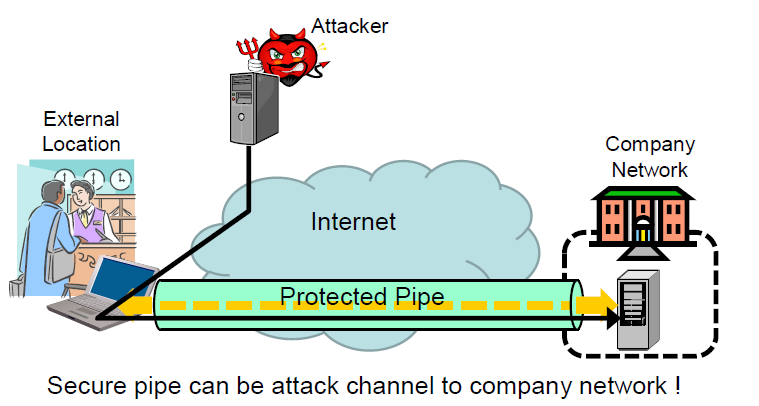 Attacker
External
Location
Company
Network
Internet
Protected Pipe
Secure pipe can be attack channel to company network !